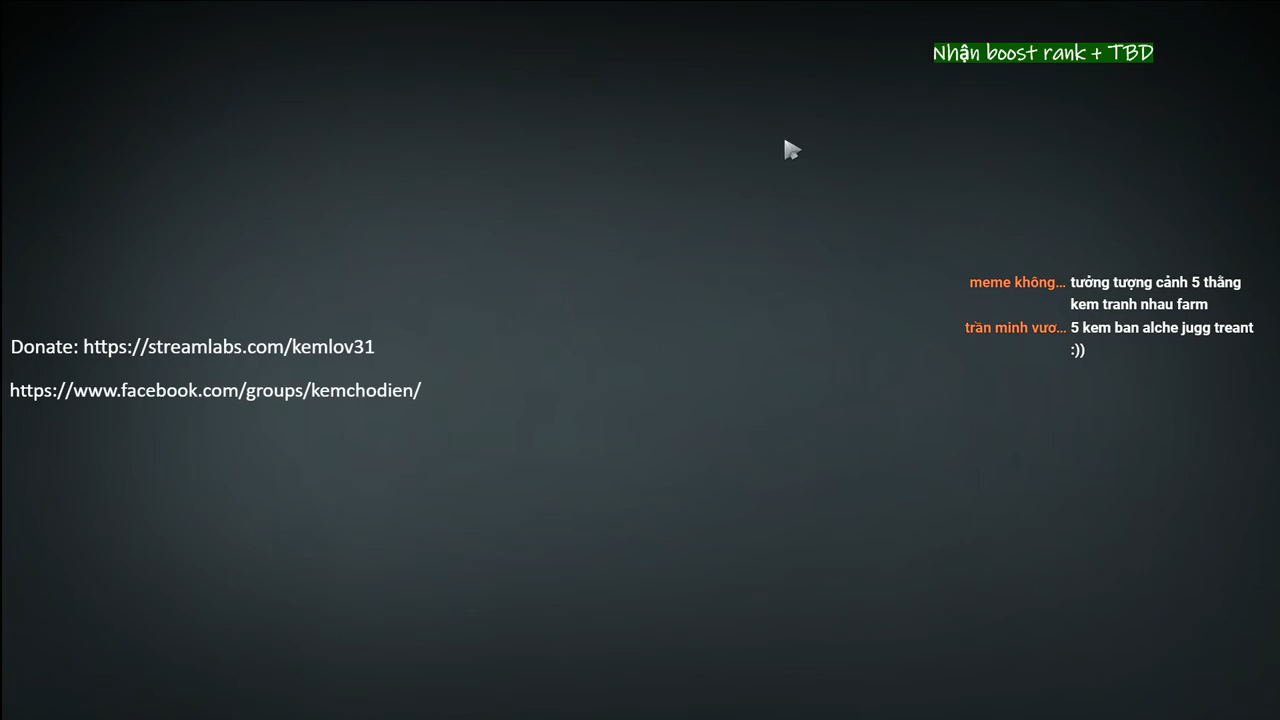 Nhận boost rank + TBD
meme không... tưởng tượng cảnh 5 thằng
kem tranh nhau farm
trần minh vươ... 5 kem ban alche jugg treant
:))
Donate: https://streamlabs.com/kemlov31
https://www.facebook.com/groups/kemchodien/